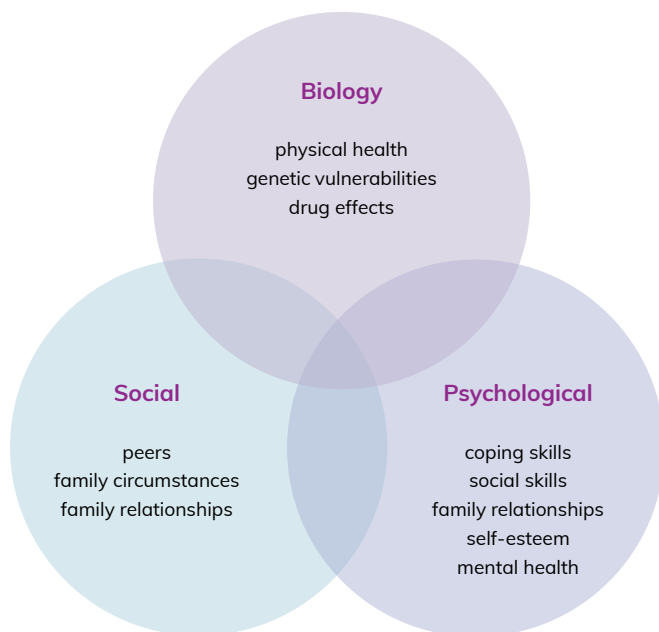 Biology
physical health
genetic vulnerabilities
drug effects
Social
peers
family circumstances
family relationships
Psychological
coping skills
social skills
family relationships
self-esteem
mental health